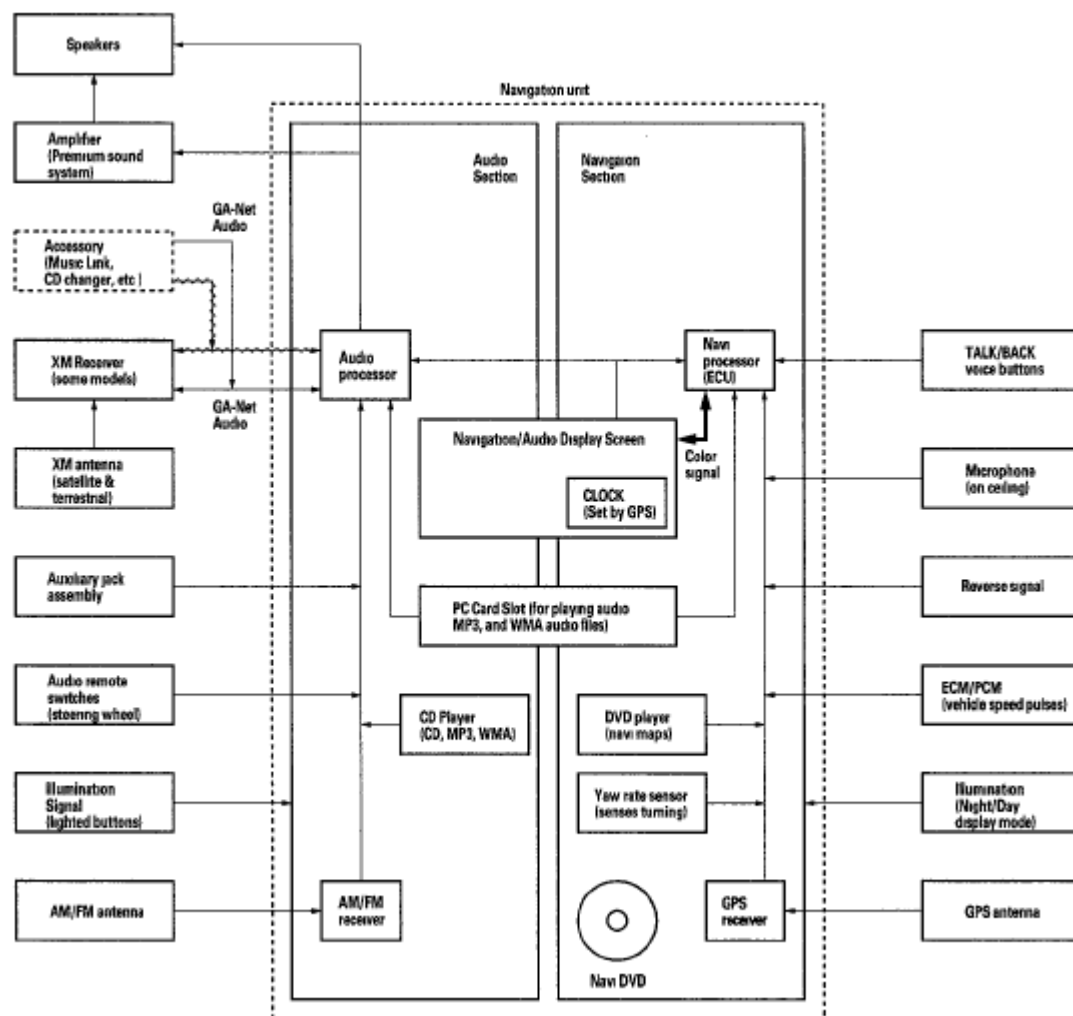 Speakers
Navigation unit
Amplifier
(Premium sound
system)
Audio
Section
Navigaion
Section
GA-Net
Audio
Accessory
(Music Link,
CD changer, etc )
XM Receiver
(some models)
Audio
processor
Navi
processor
(ECU)
TALK/BACK
voice buttons
GA-Net
Audio
Navigation/Audio Display Screen
Color
signal
CLOCK
(Set by GPS)
XM antenna
(satellite &
terrestrial)
Microphone
(on ceiling)
Auxiliary jack
assembly
PC Card Slot (for playing audio
MP3, and WMA audio files)
Reverse signal
Audio remote
switches
(steering wheel)
CD Player
(CD, MP3, WMA)
DVD player
(navi maps)
ECM/PCM
(vehicle speed pulses)
Illumination
Signal
(lighted buttons)
Yaw rate sensor
(senses turning)
Illumination
(Night/Day
display mode)
AM/FM antenna
AM/FM
receiver
GPS
receiver
GPS antenna
Navi DVD